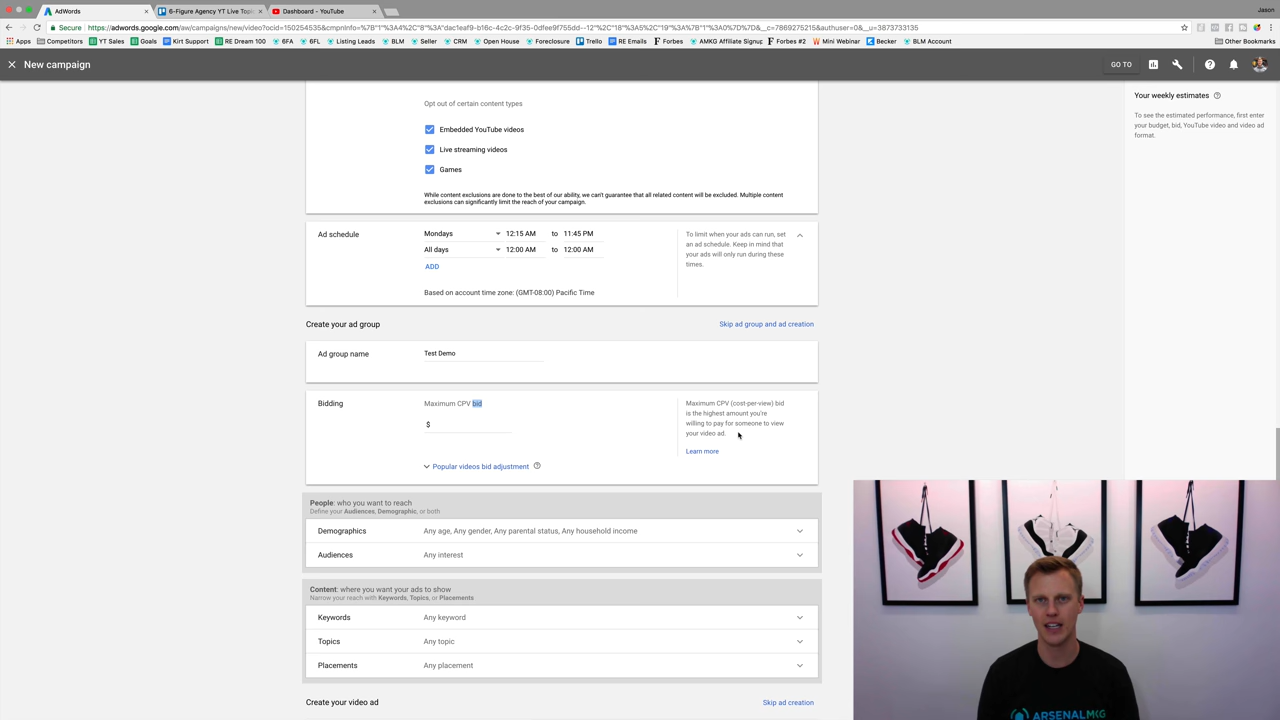 AdWords
6-Figure Agency YT Live Top
Dashboard - YouTube
Jason
Secure
https://adwords.google.com/aw/campaigns/new/video?ocid=150254535&cmpnInfo=%7B"1"%3A4%2C"8"%3A"dac1eaf9-b16c-4c2c-9f35-0dfee9f755dd--12"%2C"18"%3A%5B%5D%2C"19"%3A%7B"1"%3A0%7D%7D&__c=7869275215&authuser=0&__u=3873733135
Apps
Competitors
YT Sales
Goals
Kirt Support
RE Dream 100
6FA
6FL
Listing Leads
BLM
Seller
CRM
Open House
Foreclosure
Trello
RE Emails
Forbes
AMKG Affiliate Signup
Forbes #2
Mini Webinar
Becker
BLM Account
Other Bookmarks
New campaign
GO TO
Opt out of certain content types
Embedded YouTube videos
Live streaming videos
Games
While content exclusions are done to the best of our ability, we can't guarantee that all related content will be excluded. Multiple
content exclusions can significantly limit the reach of your campaign.
Your weekly estimates
To see the estimated performance, first enter
your budget, bid, YouTube video and video ad
format.
Ad schedule
Mondays 12:15 AM to 11:45 PM
All days 12:00 AM to 12:00 AM
ADD
Based on account time zone: (GMT-08:00) Pacific Time
To limit when your ads can run, set
an ad schedule. Keep in mind that
your ads will only run during these
times.
Create your ad group
Skip ad group and ad creation
Ad group name
Test Demo
Bidding
Maximum CPV bid
$
Popular videos bid adjustment
Maximum CPV (cost-per-view) bid
is the highest amount you're
willing to pay for someone to view
your video ad.
Learn more
People: who you want to reach
Define your Audiences, Demographic, or both
Demographics Any age, Any gender, Any parental status, Any household income
Audiences Any interest
Content: where you want your ads to show
Narrow your reach with Keywords, Topics, or Placements
Keywords Any keyword
Topics Any topic
Placements Any placement
Create your video ad
Skip ad creation
ARSENALMKG